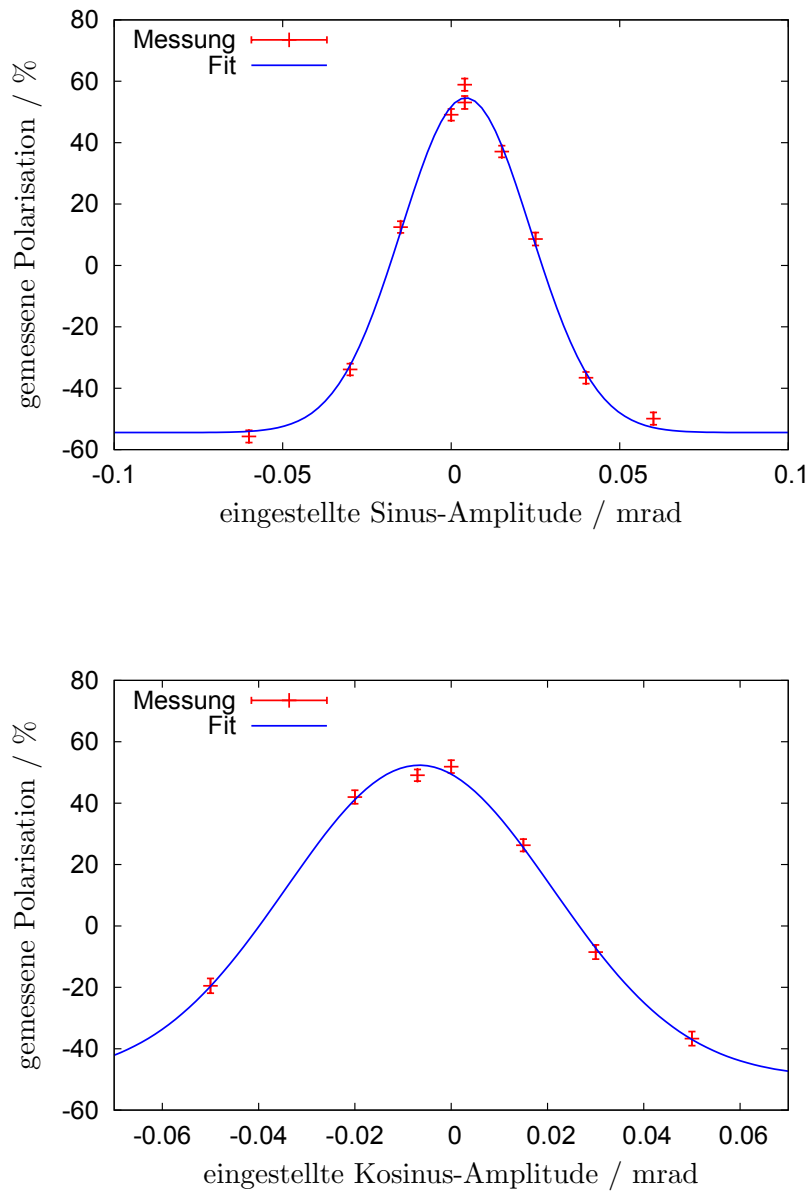 80
60
40
20
0
-20
-40
-60
gemessene Polarisation / %
Messung
Fit
-0.1 -0.05 0 0.05 0.1
eingestellte Sinus-Amplitude / mrad
80
60
40
20
0
-20
-40
-60
gemessene Polarisation / %
Messung
Fit
-0.06 -0.04 -0.02 0 0.02 0.04 0.06
eingestellte Kosinus-Amplitude / mrad